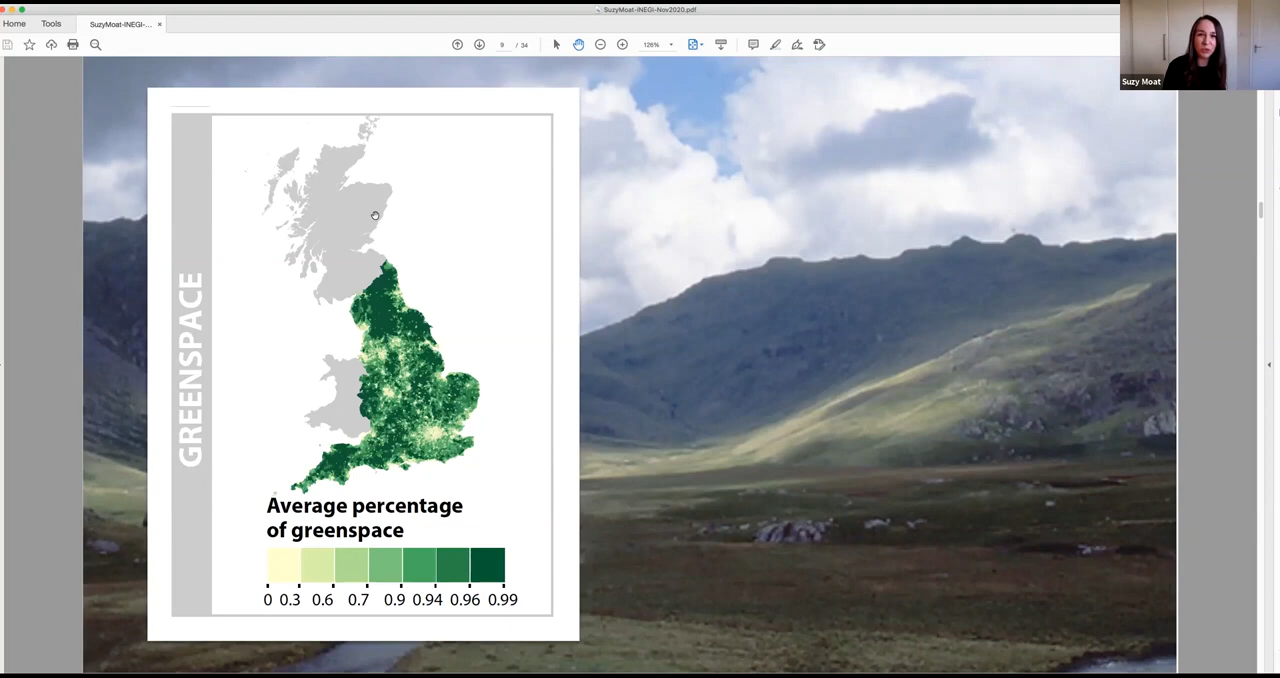 SuzyMoat-INEGI-Nov2020.pdf
Home Tools SuzyMoat-INEGI-... ×
9 / 34 126%
Suzy Moat
GREENSPACE
Average percentage
of greenspace
0 0.3 0.6 0.7 0.9 0.94 0.96 0.99